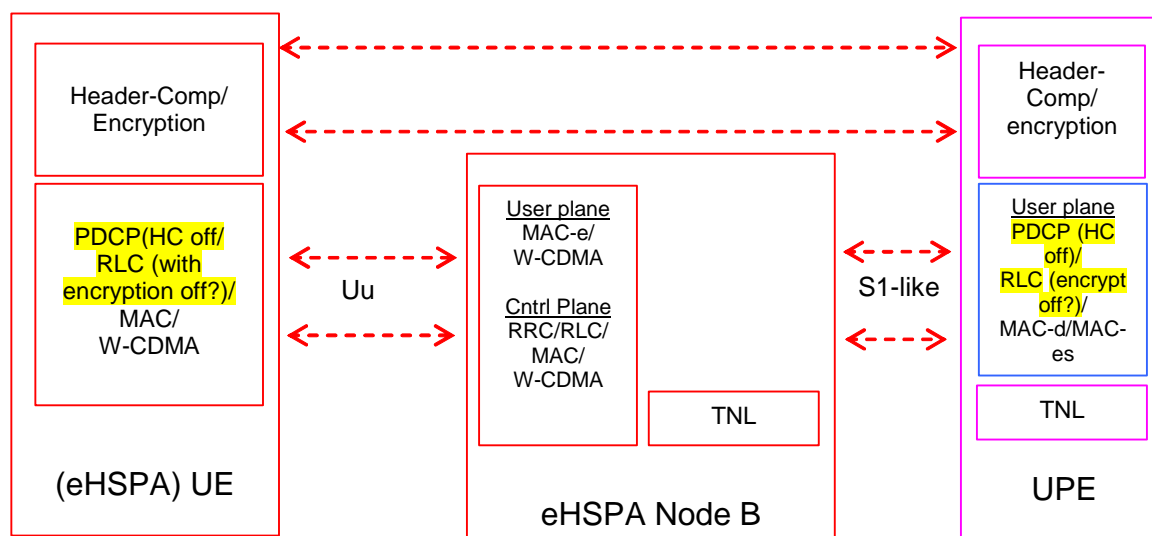 Header-Comp/
Encryption
PDCP(HC off/
RLC (with
encryption off?)/
MAC/
W-CDMA
(eHSPA) UE
Uu
User plane
MAC-e/
W-CDMA
Cntrl Plane
RRC/RLC/
MAC/
W-CDMA
TNL
eHSPA Node B
S1-like
Header-
Comp/
encryption
User plane
PDCP (HC
off)/
RLC (encrypt
off?)/
MAC-d/MAC-
es
TNL
UPE